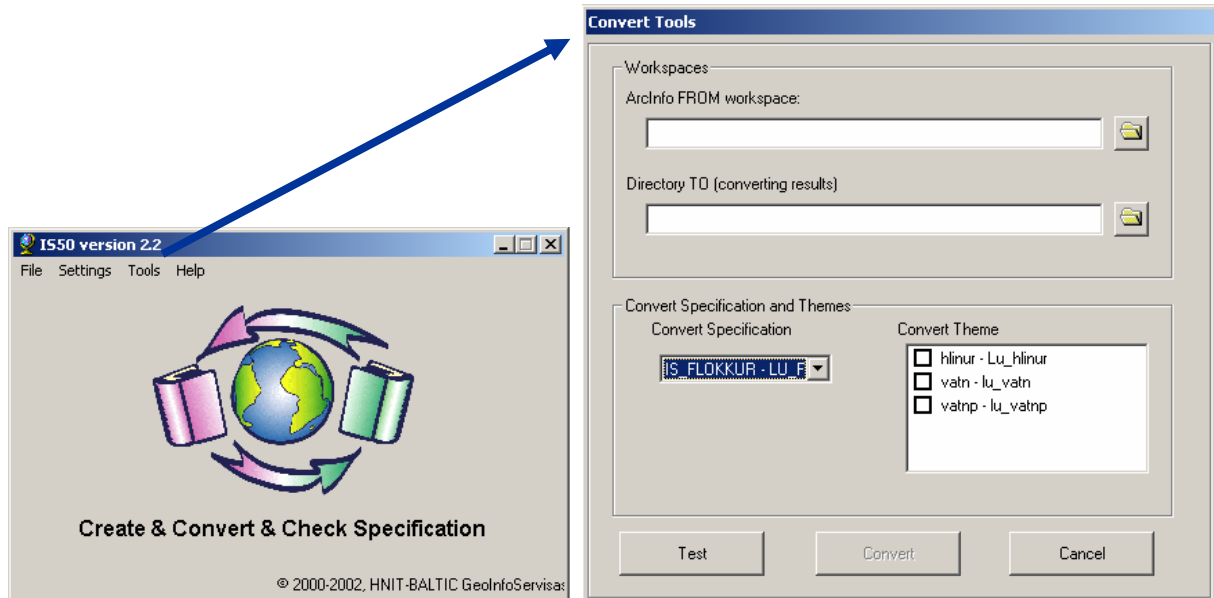 IS50 version 2.2
File Settings Tools Help
Create & Convert & Check Specification
© 2000-2002, HNIT-BALTIC GeoInfoServisas
Convert Tools
Workspaces
ArcInfo FROM workspace:
Directory TO (converting results)
Convert Specification and Themes
Convert Specification
Convert Theme
IS_FLOKKUR - LU_F
hlinur - Lu_hlinur
vatn - lu_vatn
vatnp - lu_vatnp
Test
Convert
Cancel